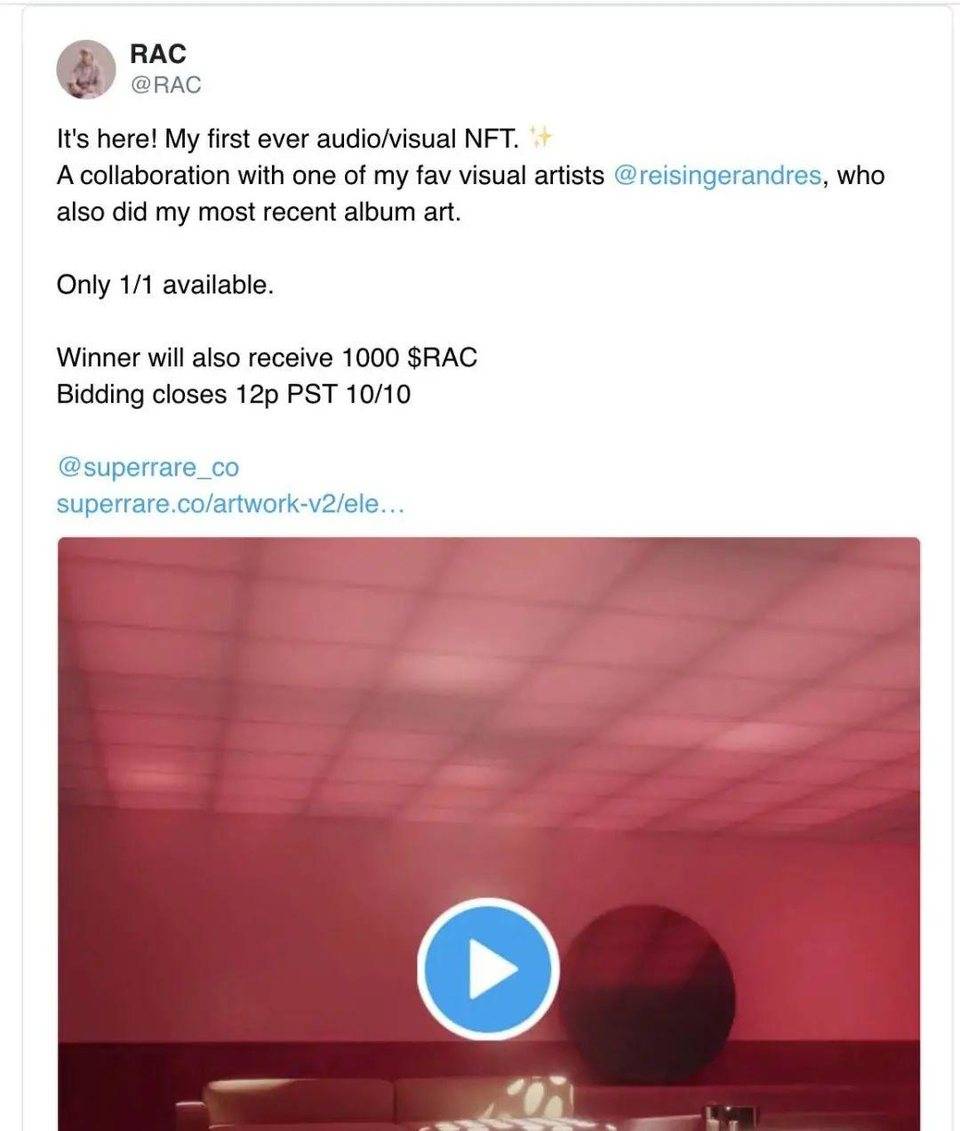 RAC
@RAC
It's here! My first ever audio/visual NFT. ✨
A collaboration with one of my fav visual artists @reisingerandres, who
also did my most recent album art.
Only 1/1 available.
Winner will also receive 1000 $RAC
Bidding closes 12p PST 10/10
@superrare_co
superrare.co/artwork-v2/ele…